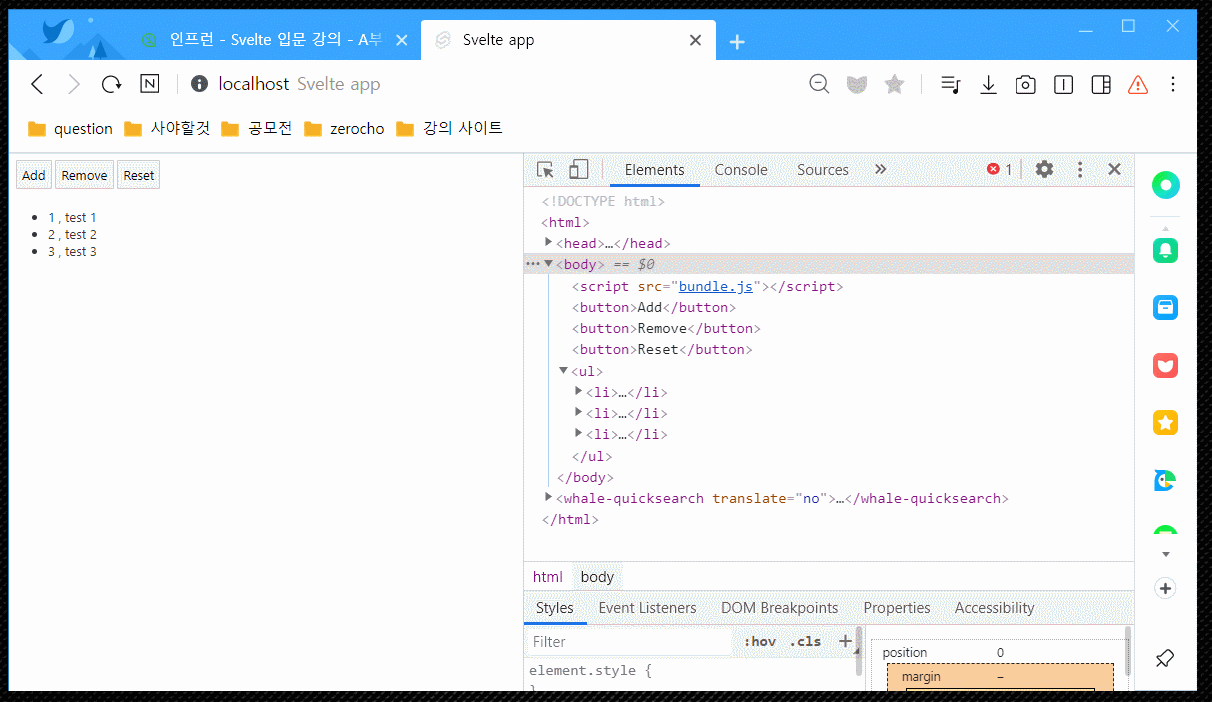 인프런 - Svelte 입문 강의 - A부
Svelte app
localhost Svelte app
question 사야할것 공모전 zerocho 강의 사이트
Add Remove Reset
1 , test 1
2 , test 2
3 , test 3
Elements Console Sources » 1
<!DOCTYPE html>
<html>
<head>…</head>
<body> == $0
<script src="bundle.js"></script>
<button>Add</button>
<button>Remove</button>
<button>Reset</button>
<ul>
<li>…</li>
<li>…</li>
<li>…</li>
</ul>
</body>
<whale-quicksearch translate="no">…</whale-quicksearch>
</html>
html body
Styles Event Listeners DOM Breakpoints Properties Accessibility
Filter :hov .cls +
element.style {
}
position 0
margin –